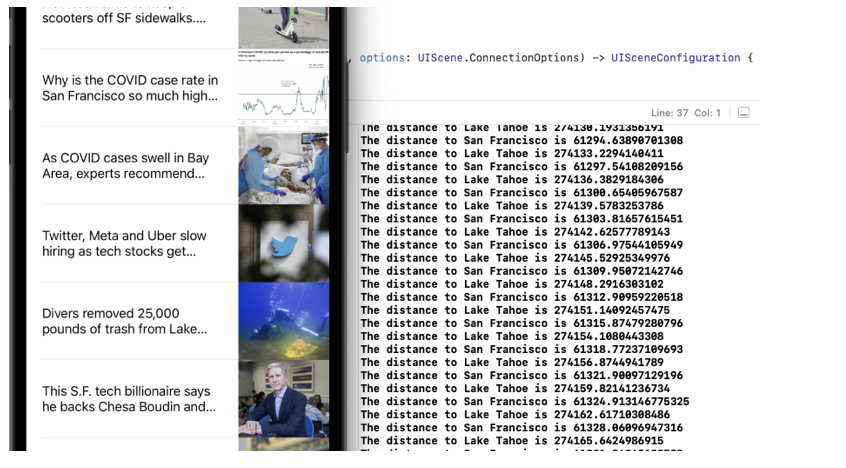 scooters off SF sidewalks....
Why is the COVID case rate in
San Francisco so much high...
As COVID cases swell in Bay
Area, experts recommend...
Twitter, Meta and Uber slow
hiring as tech stocks get...
Divers removed 25,000
pounds of trash from Lake...
This S.F. tech billionaire says
he backs Chesa Boudin and...
, options: UIScene.ConnectionOptions) -> UISceneConfiguration {
Line: 37 Col: 1
The distance to Lake Tahoe is 274130.1931356191
The distance to San Francisco is 61294.63890701308
The distance to Lake Tahoe is 274133.2294140411
The distance to San Francisco is 61297.54108209156
The distance to Lake Tahoe is 274136.3829184306
The distance to San Francisco is 61300.65405967587
The distance to Lake Tahoe is 274139.5783253786
The distance to San Francisco is 61303.81657615451
The distance to Lake Tahoe is 274142.62577789143
The distance to San Francisco is 61306.97544105949
The distance to Lake Tahoe is 274145.52925349976
The distance to San Francisco is 61309.95072142746
The distance to Lake Tahoe is 274148.2916303102
The distance to San Francisco is 61312.90959220518
The distance to Lake Tahoe is 274151.14092457475
The distance to San Francisco is 61315.87479280796
The distance to Lake Tahoe is 274154.1080443308
The distance to San Francisco is 61318.77237109693
The distance to Lake Tahoe is 274156.8744941789
The distance to San Francisco is 61321.90097129196
The distance to Lake Tahoe is 274159.82141236734
The distance to San Francisco is 61324.913146775325
The distance to Lake Tahoe is 274162.61710308486
The distance to San Francisco is 61328.06096947316
The distance to Lake Tahoe is 274165.6424986915